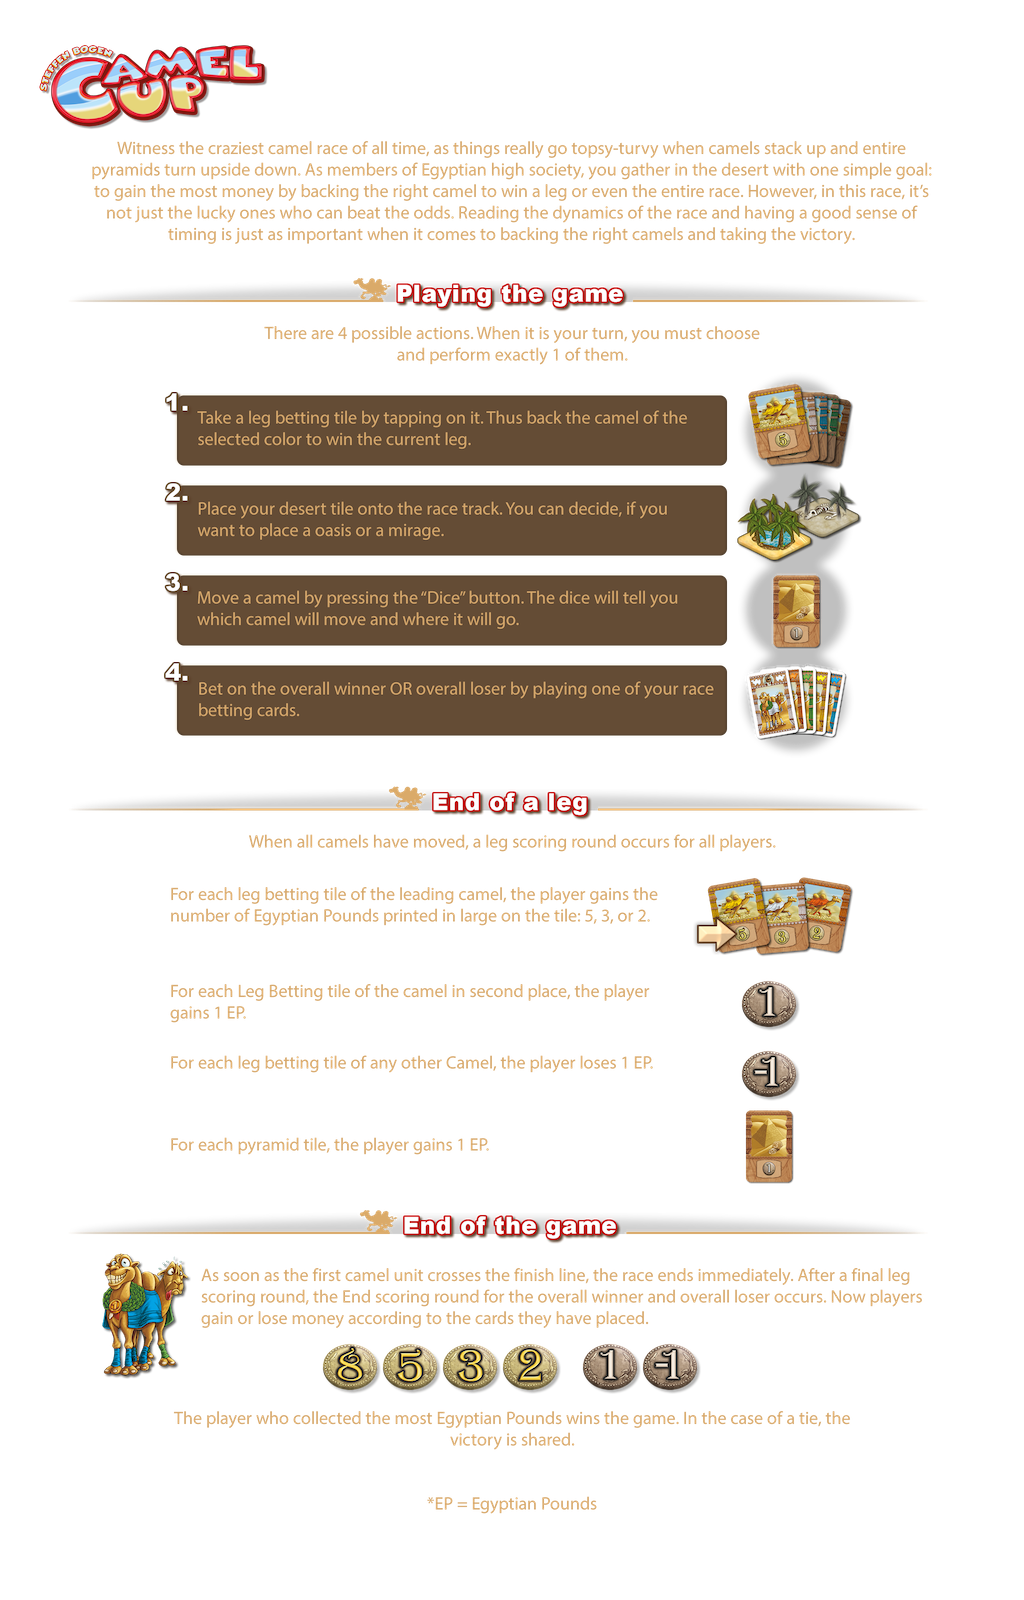 STEFFEN BOGEN
CAMEL
CUP
Witness the craziest camel race of all time, as things really go topsy-turvy when camels stack up and entire
pyramids turn upside down. As members of Egyptian high society, you gather in the desert with one simple goal:
to gain the most money by backing the right camel to win a leg or even the entire race. However, in this race, it's
not just the lucky ones who can beat the odds. Reading the dynamics of the race and having a good sense of
timing is just as important when it comes to backing the right camels and taking the victory.
Playing the game
There are 4 possible actions. When it is your turn, you must choose
and perform exactly 1 of them.
1.
Take a leg betting tile by tapping on it. Thus back the camel of the
selected color to win the current leg.
5
2.
Place your desert tile onto the race track. You can decide, if you
want to place a oasis or a mirage.
3.
Move a camel by pressing the “Dice” button. The dice will tell you
which camel will move and where it will go.
1
4.
Bet on the overall winner OR overall loser by playing one of your race
betting cards.
End of a leg
When all camels have moved, a leg scoring round occurs for all players.
For each leg betting tile of the leading camel, the player gains the
number of Egyptian Pounds printed in large on the tile: 5, 3, or 2.
5 3 2
For each Leg Betting tile of the camel in second place, the player
gains 1 EP.
1
For each leg betting tile of any other Camel, the player loses 1 EP.
-1
For each pyramid tile, the player gains 1 EP.
1
End of the game
As soon as the first camel unit crosses the finish line, the race ends immediately. After a final leg
scoring round, the End scoring round for the overall winner and overall loser occurs. Now players
gain or lose money according to the cards they have placed.
8 5 3 2 1 -1
The player who collected the most Egyptian Pounds wins the game. In the case of a tie, the
victory is shared.
*EP = Egyptian Pounds